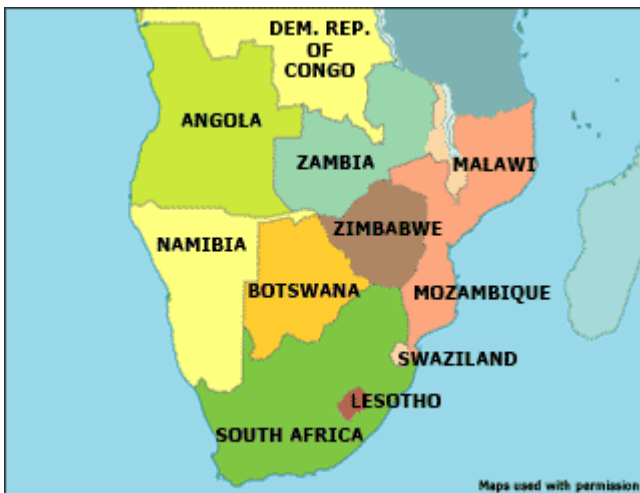 DEM. REP.
OF
CONGO
ANGOLA
ZAMBIA
MALAWI
NAMIBIA
ZIMBABWE
BOTSWANA
MOZAMBIQUE
SWAZILAND
LESOTHO
SOUTH AFRICA
Maps used with permission